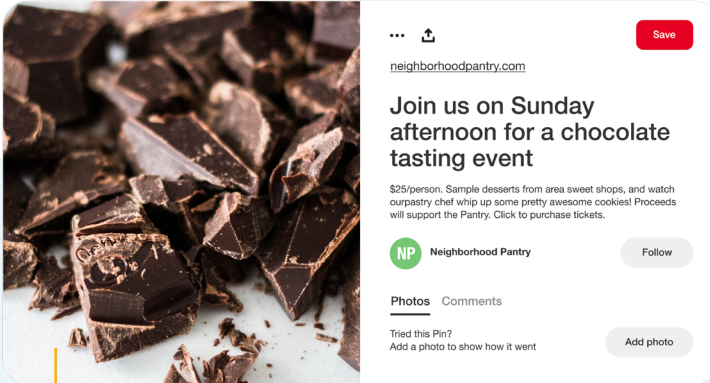 Save
neighborhoodpantry.com
Join us on Sunday
afternoon for a chocolate
tasting event
$25/person. Sample desserts from area sweet shops, and watch
ourpastry chef whip up some pretty awesome cookies! Proceeds
will support the Pantry. Click to purchase tickets.
NP
Neighborhood Pantry
Follow
Photos Comments
Tried this Pin?
Add a photo to show how it went
Add photo